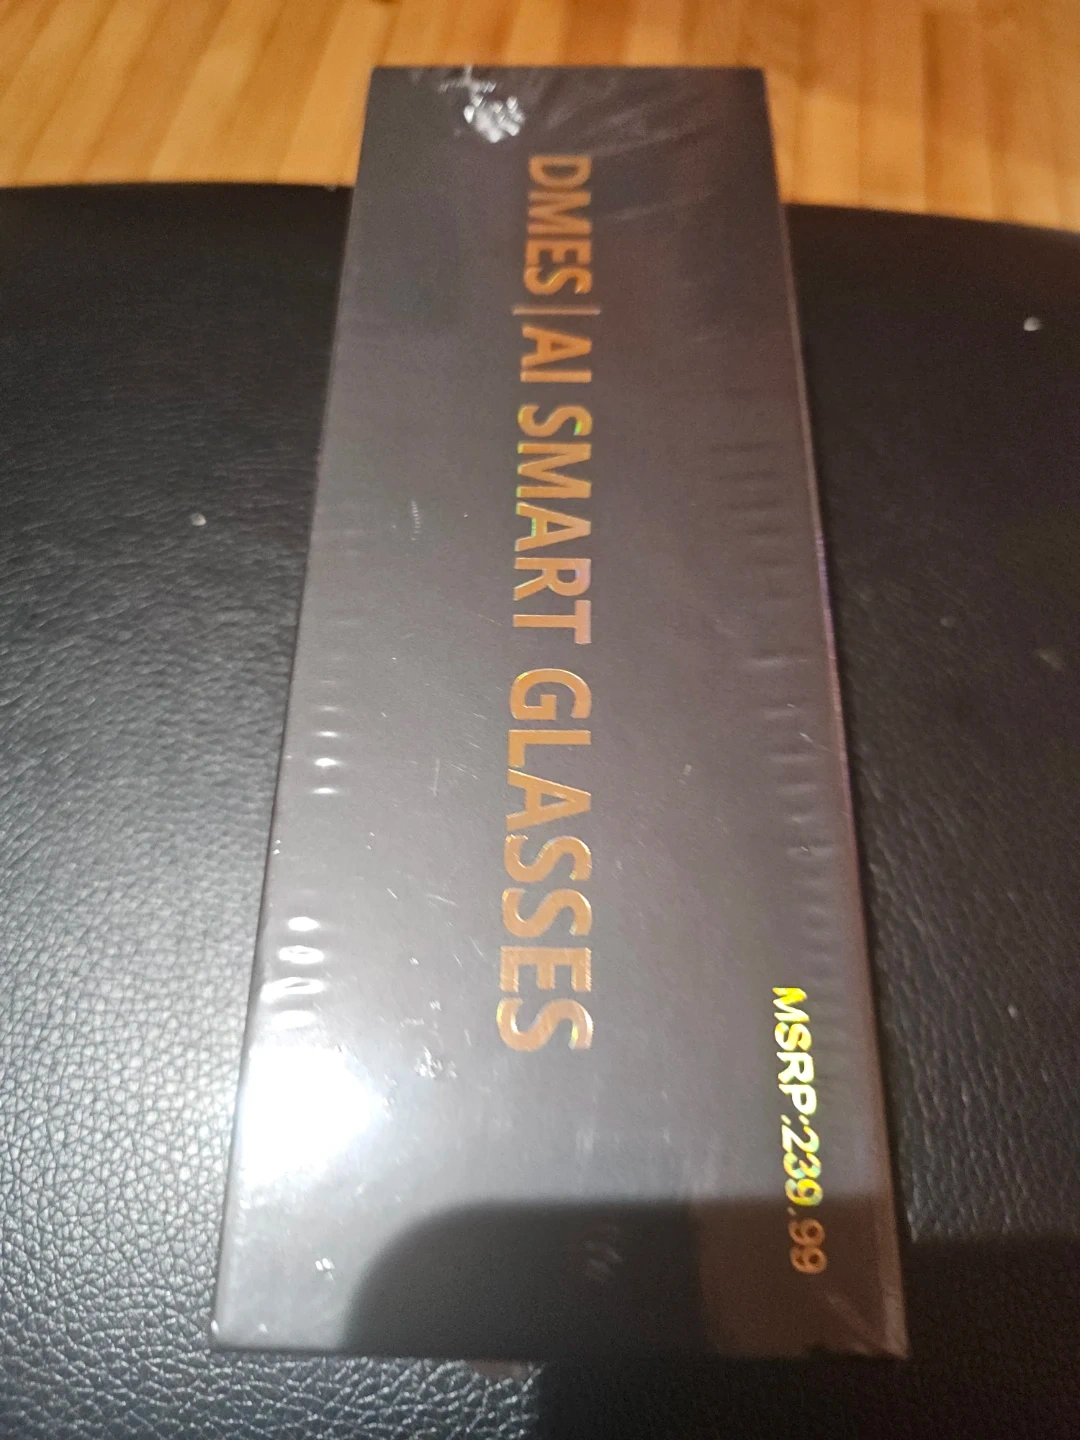 DMES | AI SMART GLASSES
MSRP:239.99